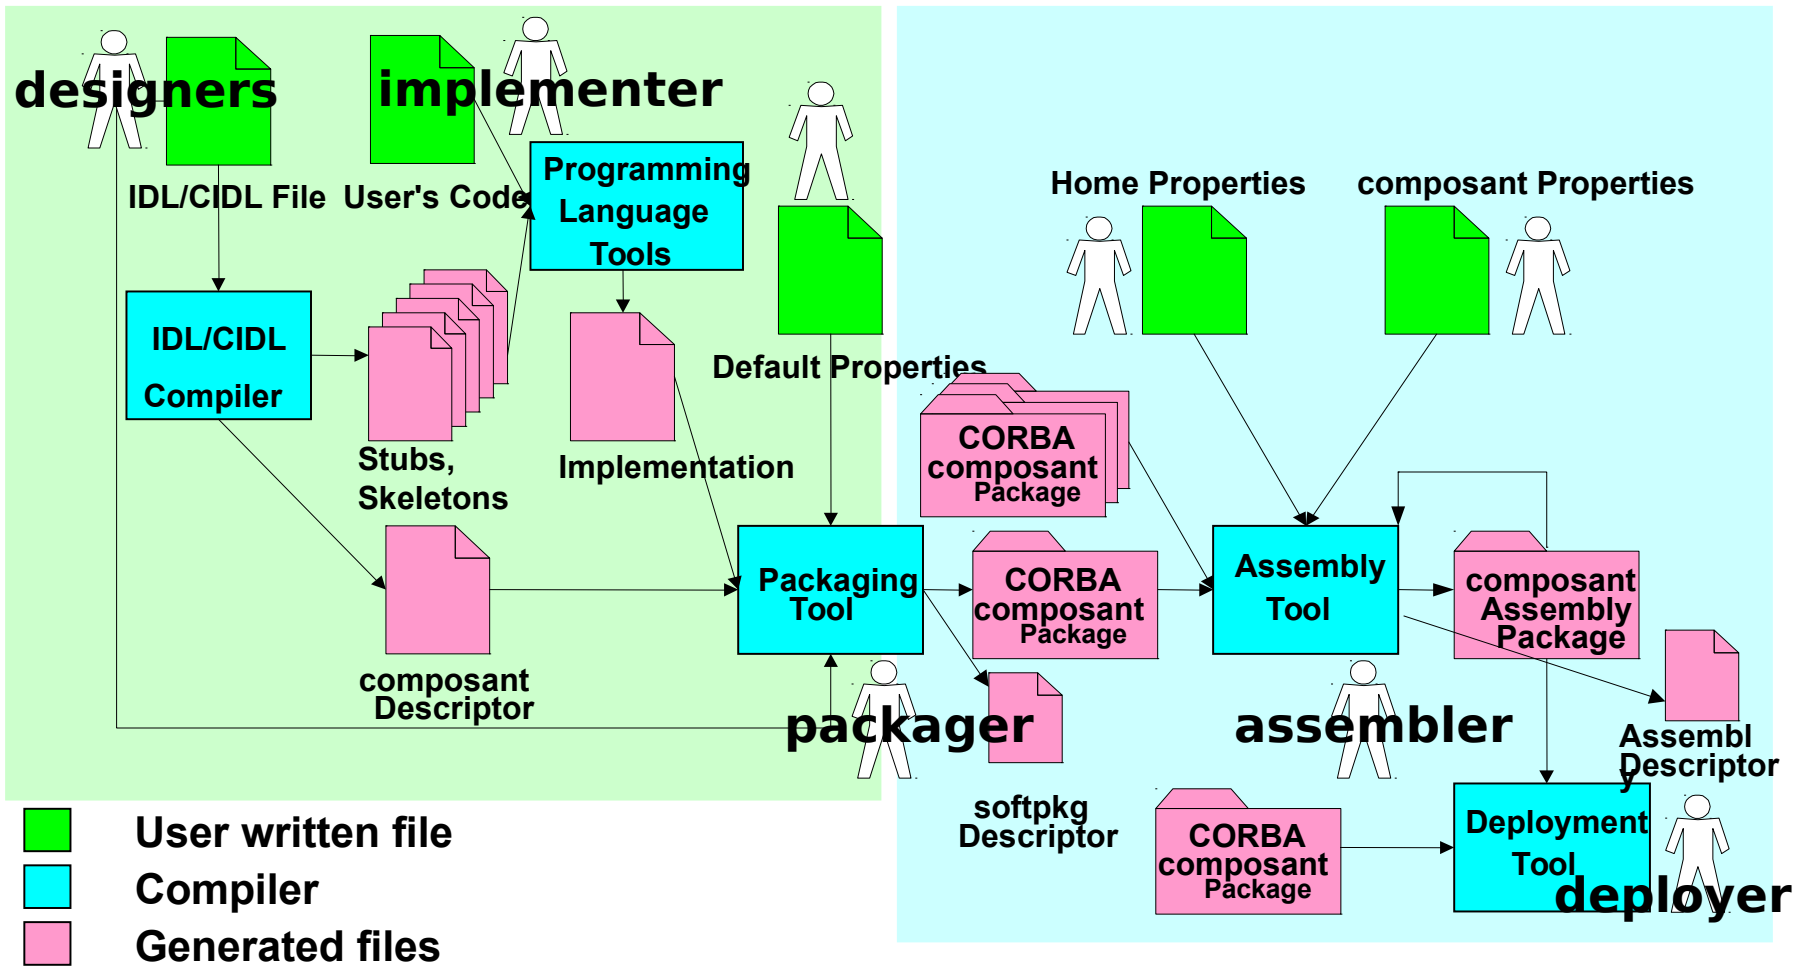 designers
implementer
IDL/CIDL File
User's Code
Programming
Language
Tools
Home Properties
composant Properties
IDL/CIDL
Compiler
Default Properties
Stubs,
Skeletons
Implementation
CORBA
composant
Package
composant
Descriptor
Packaging
Tool
CORBA
composant
Package
Assembly
Tool
composant
Assembly
Package
packager
assembler
Assembl
y
Descriptor
softpkg
Descriptor
CORBA
composant
Package
Deployment
Tool
deployer
User written file
Compiler
Generated files